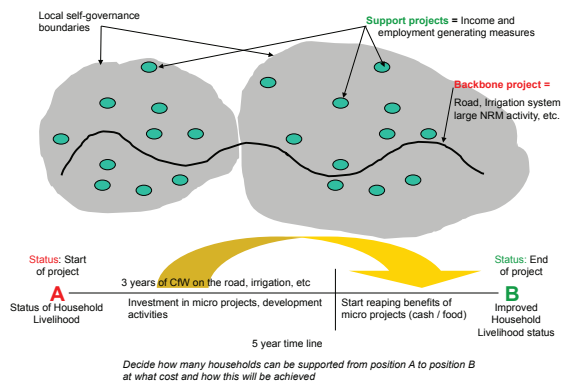 Local self-governance
boundaries
Support projects = Income and
employment generating measures
Backbone project =
Road, Irrigation system
large NRM activity, etc.
Status: Start
of project
A
Status of Household
Livelihood
3 years of CfW on the road, irrigation, etc
Investment in micro projects, development
activities
Start reaping benefits of
micro projects (cash / food)
Status: End
of project
B
Improved
Household
Livelihood status
5 year time line
Decide how many households can be supported from position A to position B
at what cost and how this will be achieved